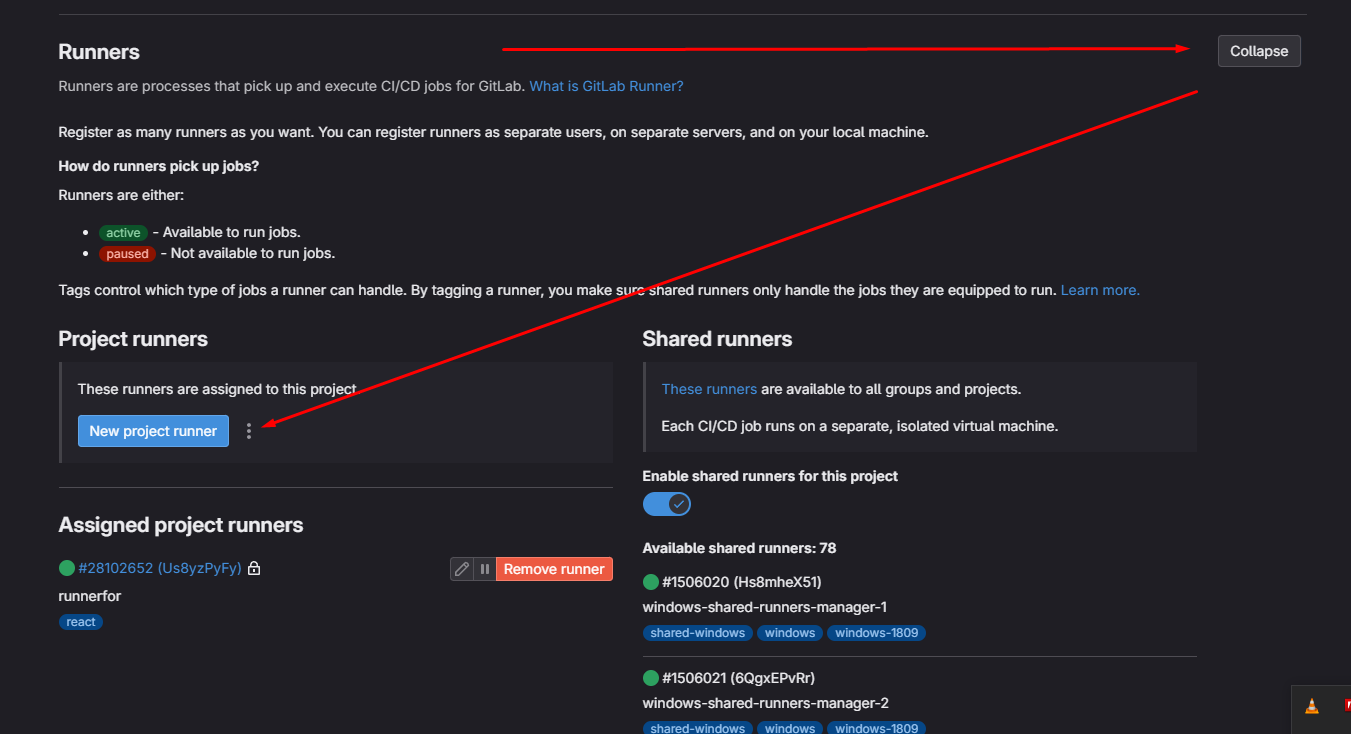 Runners
Collapse
Runners are processes that pick up and execute CI/CD jobs for GitLab. What is GitLab Runner?
Register as many runners as you want. You can register runners as separate users, on separate servers, and on your local machine.
How do runners pick up jobs?
Runners are either:
active - Available to run jobs.
paused - Not available to run jobs.
Tags control which type of jobs a runner can handle. By tagging a runner, you make sure shared runners only handle the jobs they are equipped to run. Learn more.
Project runners
These runners are assigned to this project.
New project runner
Assigned project runners
#28102652 (Us8yzPyFy)
Remove runner
runnerfor
react
Shared runners
These runners are available to all groups and projects.
Each CI/CD job runs on a separate, isolated virtual machine.
Enable shared runners for this project
Available shared runners: 78
#1506020 (Hs8mheX51)
windows-shared-runners-manager-1
shared-windows windows windows-1809
#1506021 (6QgxEPvRr)
windows-shared-runners-manager-2
shared-windows windows windows-1809